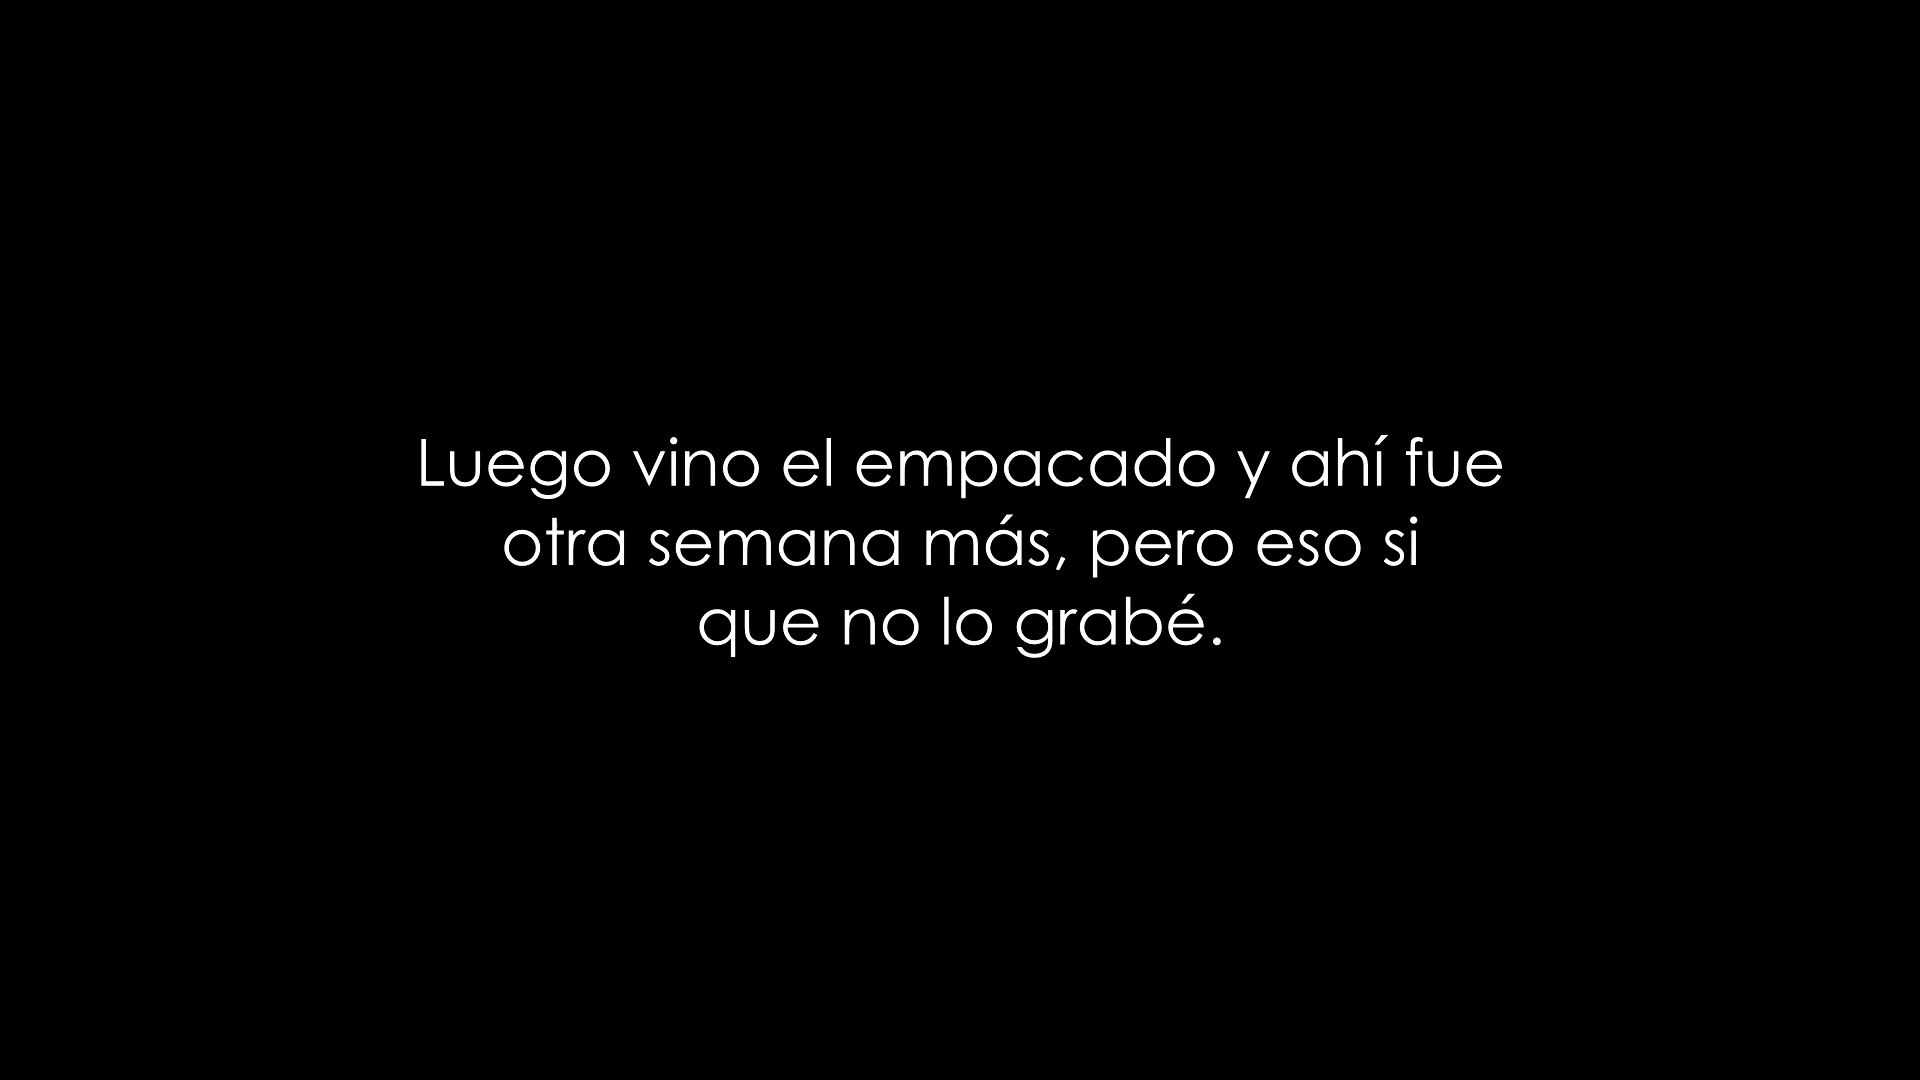 Luego vino el empacado y ahí fue
otra semana más, pero eso si
que no lo grabé.